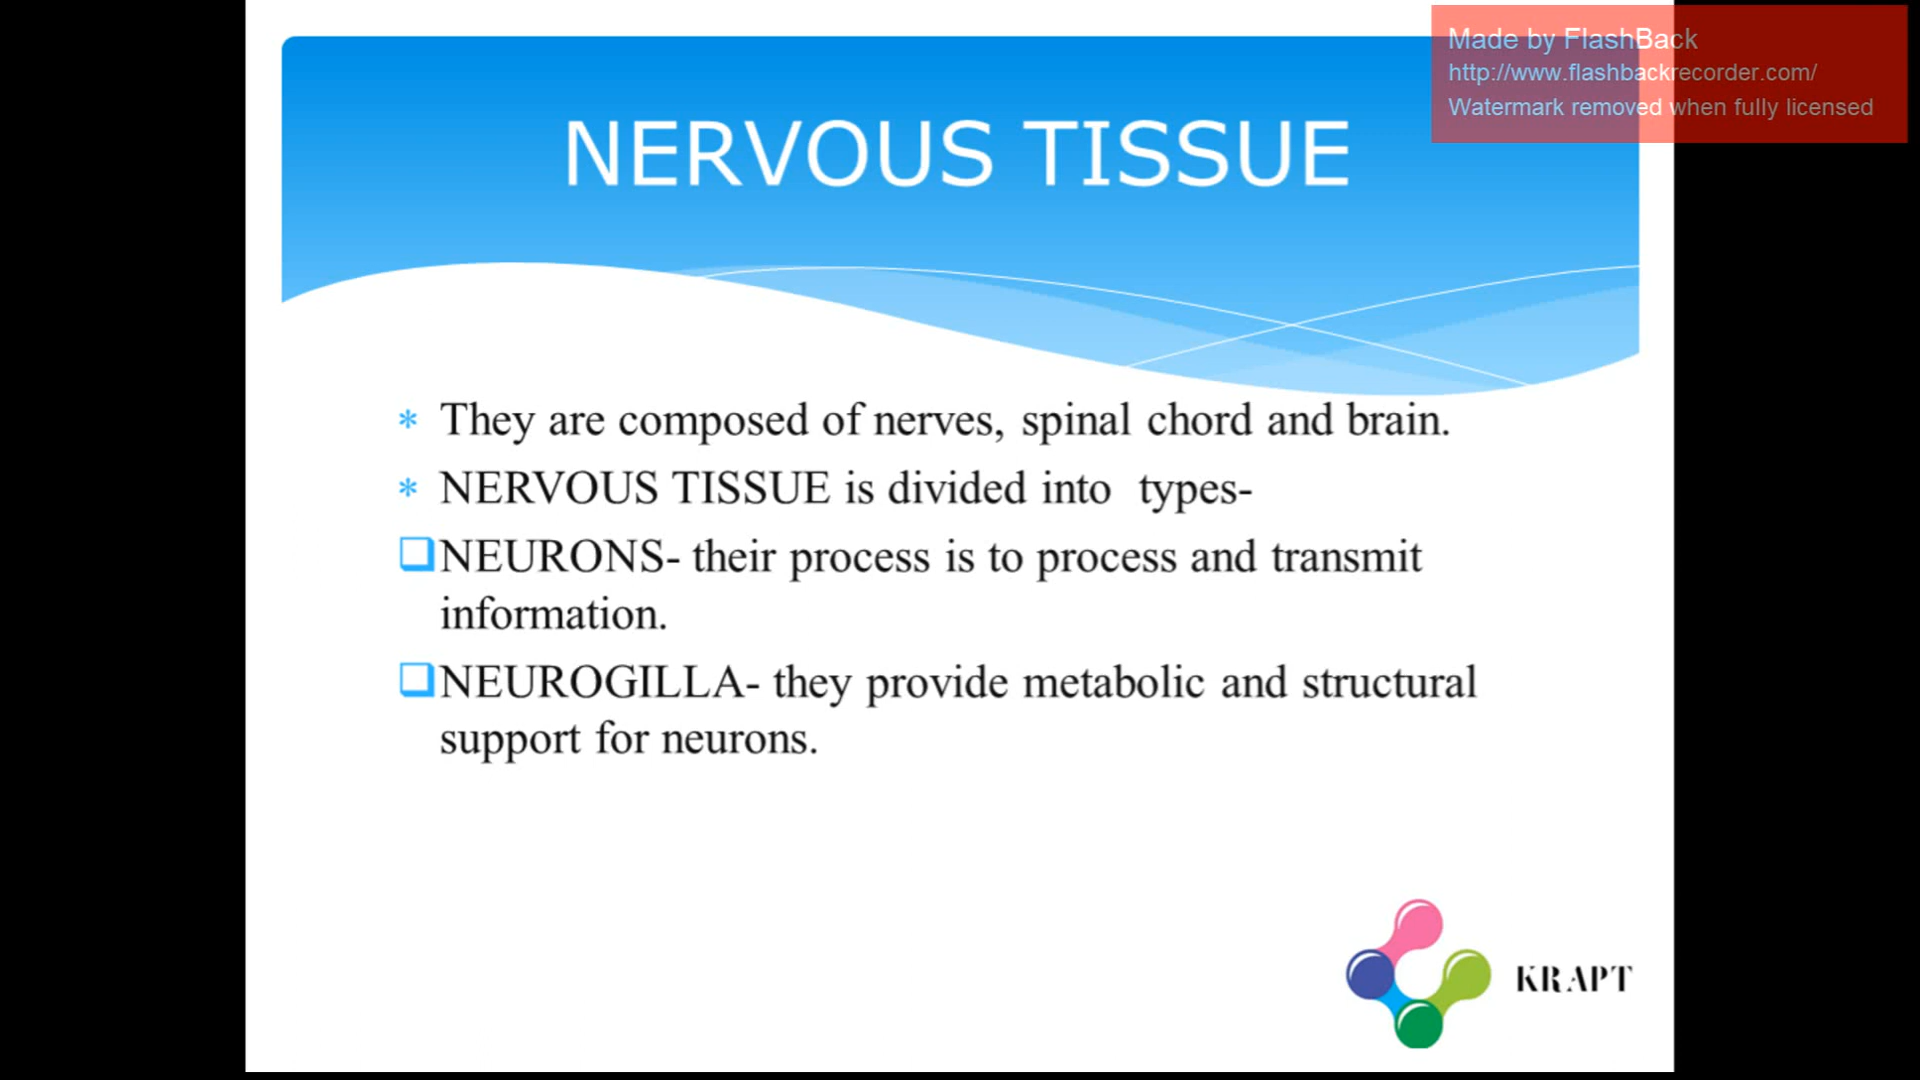 Made by FlashBack
http://www.flashbackrecorder.com/
Watermark removed when fully licensed
NERVOUS TISSUE
* They are composed of nerves, spinal chord and brain.
* NERVOUS TISSUE is divided into  types-
❑NEURONS- their process is to process and transmit
information.
❑NEUROGILLA- they provide metabolic and structural
support for neurons.
KRAPT